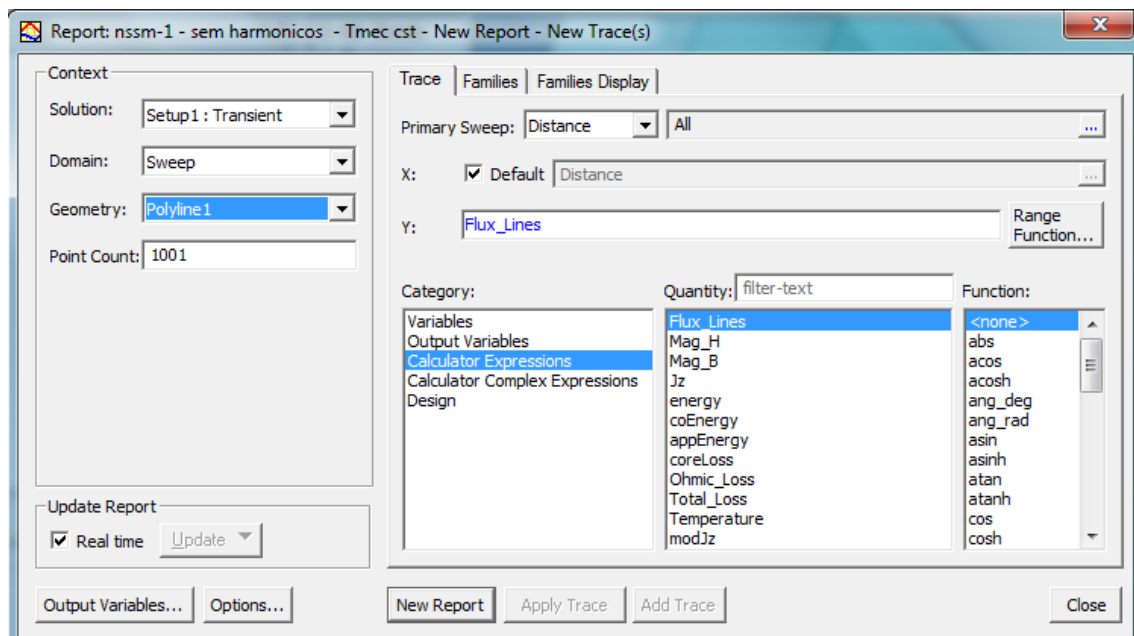 Report: nssm-1 - sem harmonicos - Tmec cst - New Report - New Trace(s)
x
Context
Solution: Setup1 : Transient
Domain: Sweep
Geometry: Polyline1
Point Count: 1001
Update Report
Real time Update
Output Variables... Options...
Trace Families Families Display
Primary Sweep: Distance All ...
X: Default Distance ...
Y: Flux_Lines Range
Function...
Category:
Variables
Output Variables
Calculator Expressions
Calculator Complex Expressions
Design
Quantity: filter-text
Flux_Lines
Mag_H
Mag_B
Jz
energy
coEnergy
appEnergy
coreLoss
Ohmic_Loss
Total_Loss
Temperature
modJz
Function:
<none>
abs
acos
acosh
ang_deg
ang_rad
asin
asinh
atan
atanh
cos
cosh
New Report Apply Trace Add Trace Close